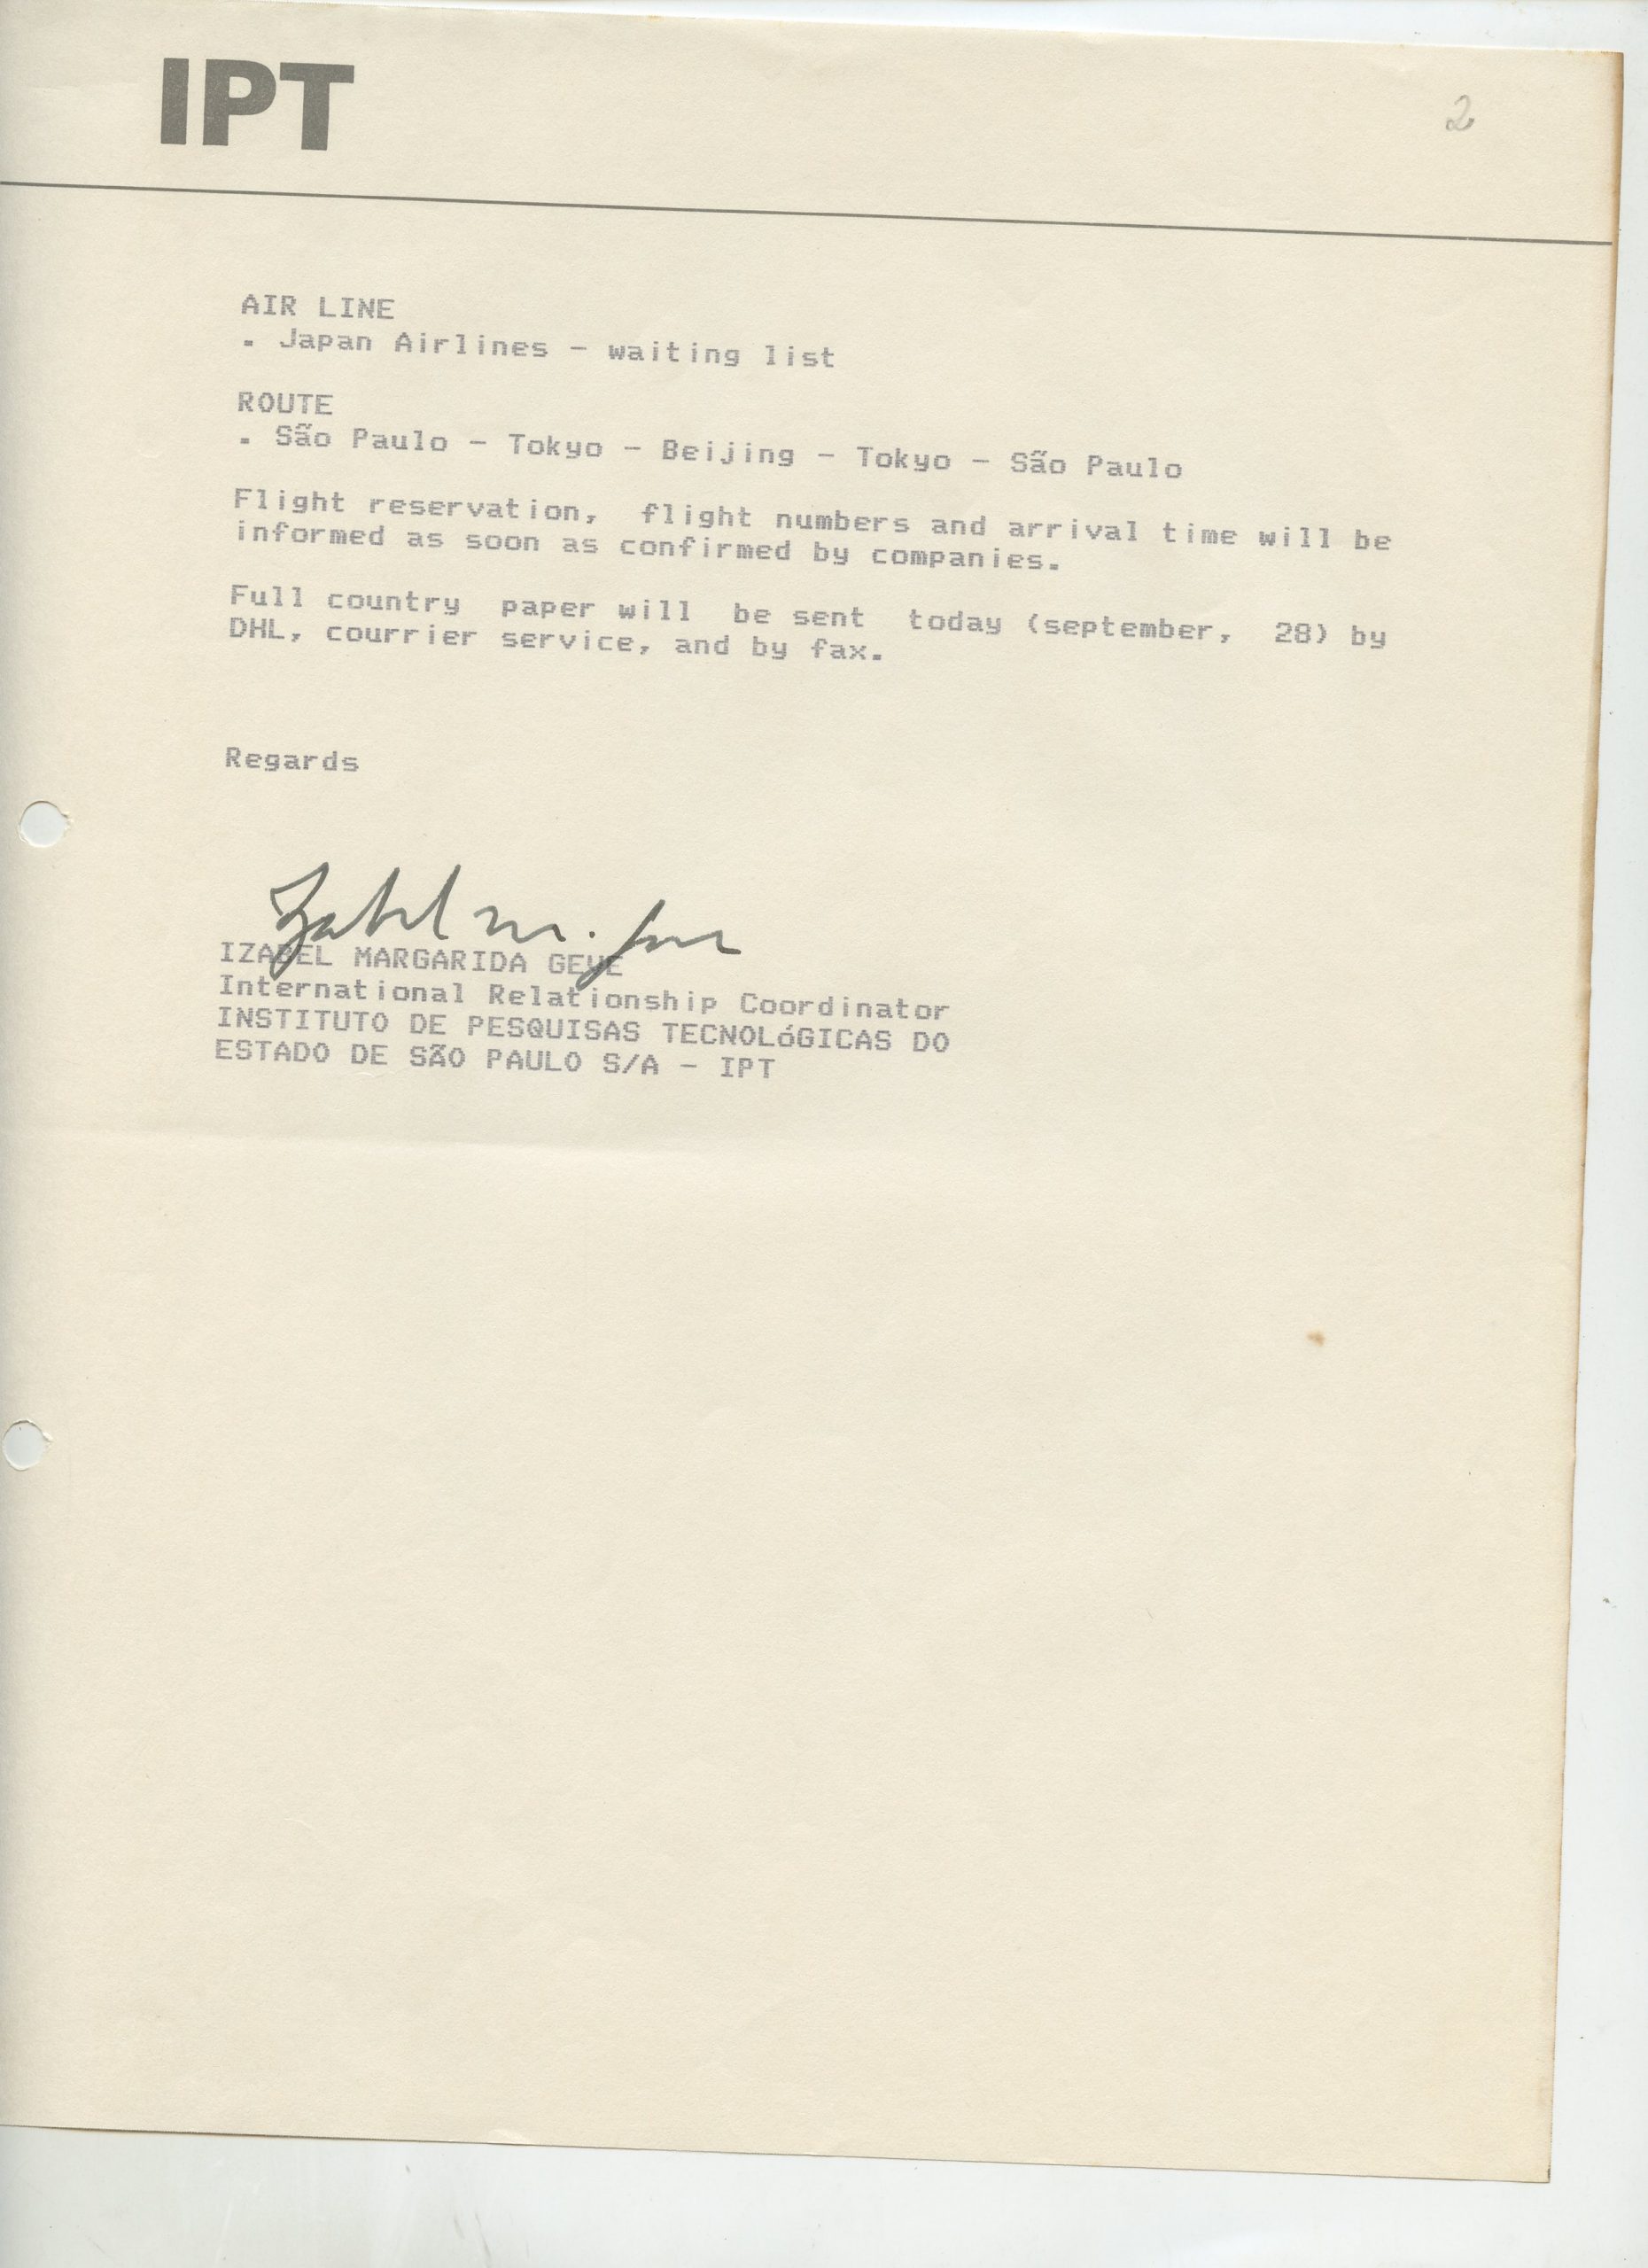 IPT
2
AIR LINE
. Japan Airlines - waiting list
ROUTE
. São Paulo - Tokyo - Beijing - Tokyo - São Paulo
Flight reservation, flight numbers and arrival time will be
informed as soon as confirmed by companies.
Full country paper will be sent today (september, 28) by
DHL, courrier service, and by fax.
Regards
IZABEL MARGARIDA
International Relationship Coordinator
INSTITUTO DE PESQUISAS TECNOLóGICAS DO
ESTADO DE SÃO PAULO S/A - IPT